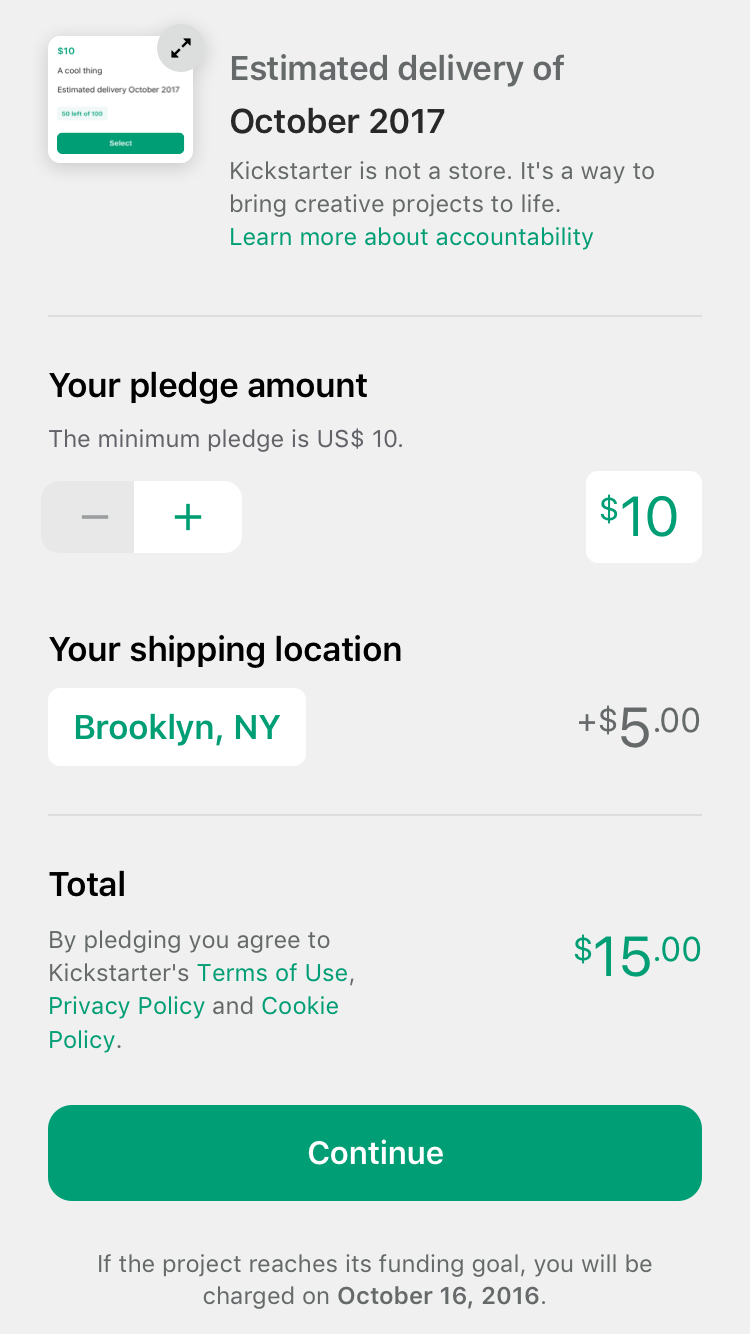 $10
A cool thing
Estimated delivery October 2017
50 left of 100
Select
Estimated delivery of
October 2017
Kickstarter is not a store. It's a way to
bring creative projects to life.
Learn more about accountability
Your pledge amount
The minimum pledge is US$ 10.
− +
$10
Your shipping location
Brooklyn, NY
+$5.00
Total
By pledging you agree to
Kickstarter's Terms of Use,
Privacy Policy and Cookie
Policy.
$15.00
Continue
If the project reaches its funding goal, you will be
charged on October 16, 2016.